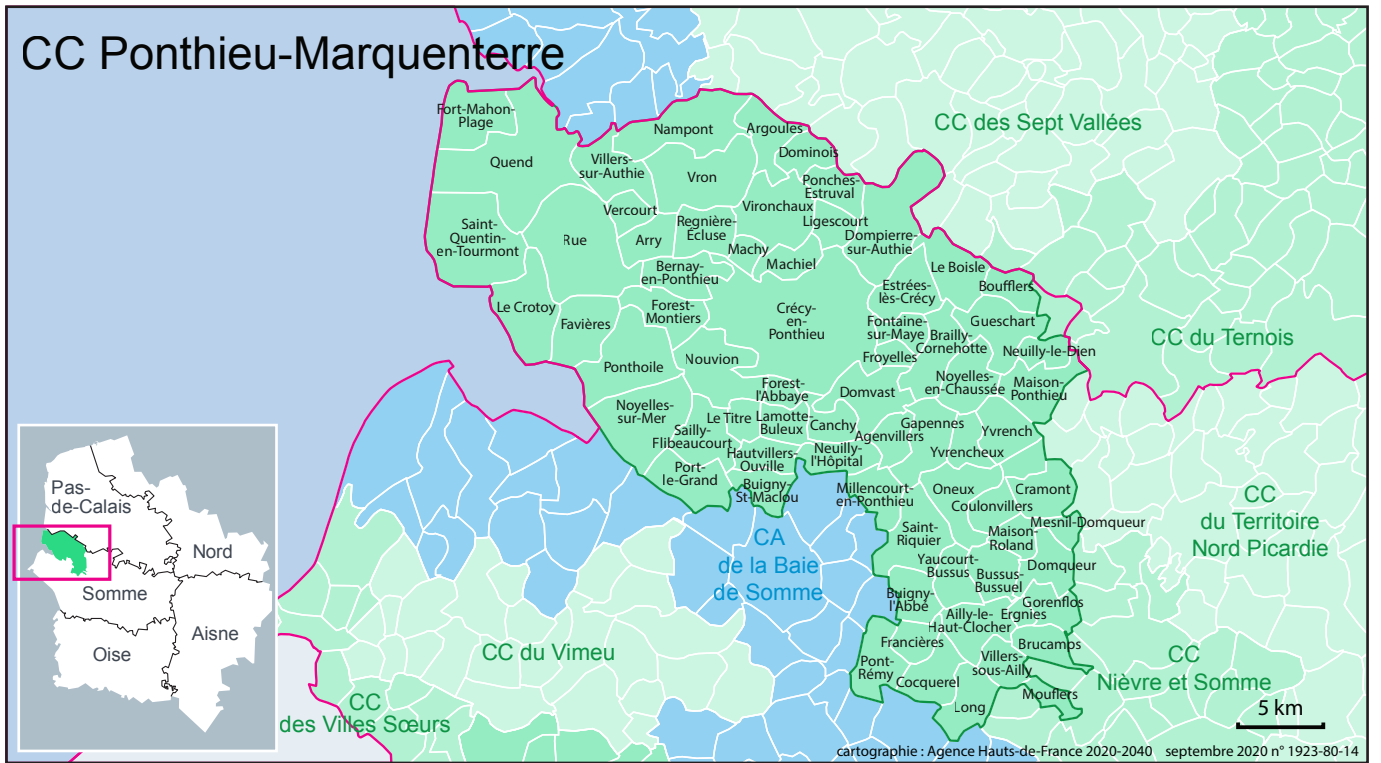 CC Ponthieu-Marquenterre
Fort-Mahon-
Plage
Nampont
Argoules
CC des Sept Vallées
Dominois
Quend
Villers-
sur-Authie
Vron
Ponches-
Estruval
Vercourt
Vironchaux
Regnière-
Écluse
Ligescourt
Saint-
Quentin-
en-Tourmont
Rue
Arry
Machy
Dompierre-
sur-Authie
Machiel
Bernay-
en-Ponthieu
Le Boisle
Estrées-
lès-Crécy
Boufflers
Le Crotoy
Favières
Forest-
Montiers
Crécy-
en-
Ponthieu
Fontaine-
sur-Maye
Gueschart
Brailly-
Cornehotte
CC du Ternois
Neuilly-le-Dien
Froyelles
Nouvion
Ponthoile
Forest-
l'Abbaye
Domvast
Noyelles-
en-Chaussée
Maison-
Ponthieu
Noyelles-
sur-Mer
Le Titre
Lamotte-
Buleux
Canchy
Gapennes
Yvrench
Sailly-
Flibeaucourt
Agenvillers
Yvrencheux
Hautvillers-
Ouville
Neuilly-
l'Hôpital
Port-
le-Grand
Buigny-
St-Maclou
Millencourt-
en-Ponthieu
Oneux
Cramont
Coulonvillers
Mesnil-Domqueur
CC
du Territoire
Nord Picardie
Saint-
Riquier
Maison-
Roland
CA
de la Baie
de Somme
Yaucourt-
Bussus
Domqueur
Bussus-
Bussuel
Buigny-
l'Abbé
Gorenflos
Ailly-le-
Haut-Clocher
Ergnies
Francières
Brucamps
CC du Vimeu
Villers-
sous-Ailly
CC
Nièvre et Somme
Pont-
Rémy
Cocquerel
Mouflers
Long
CC
des Villes Sœurs
5 km
Pas-
de-Calais
Nord
Somme
Aisne
Oise
cartographie : Agence Hauts-de-France 2020-2040 septembre 2020 n° 1923-80-14